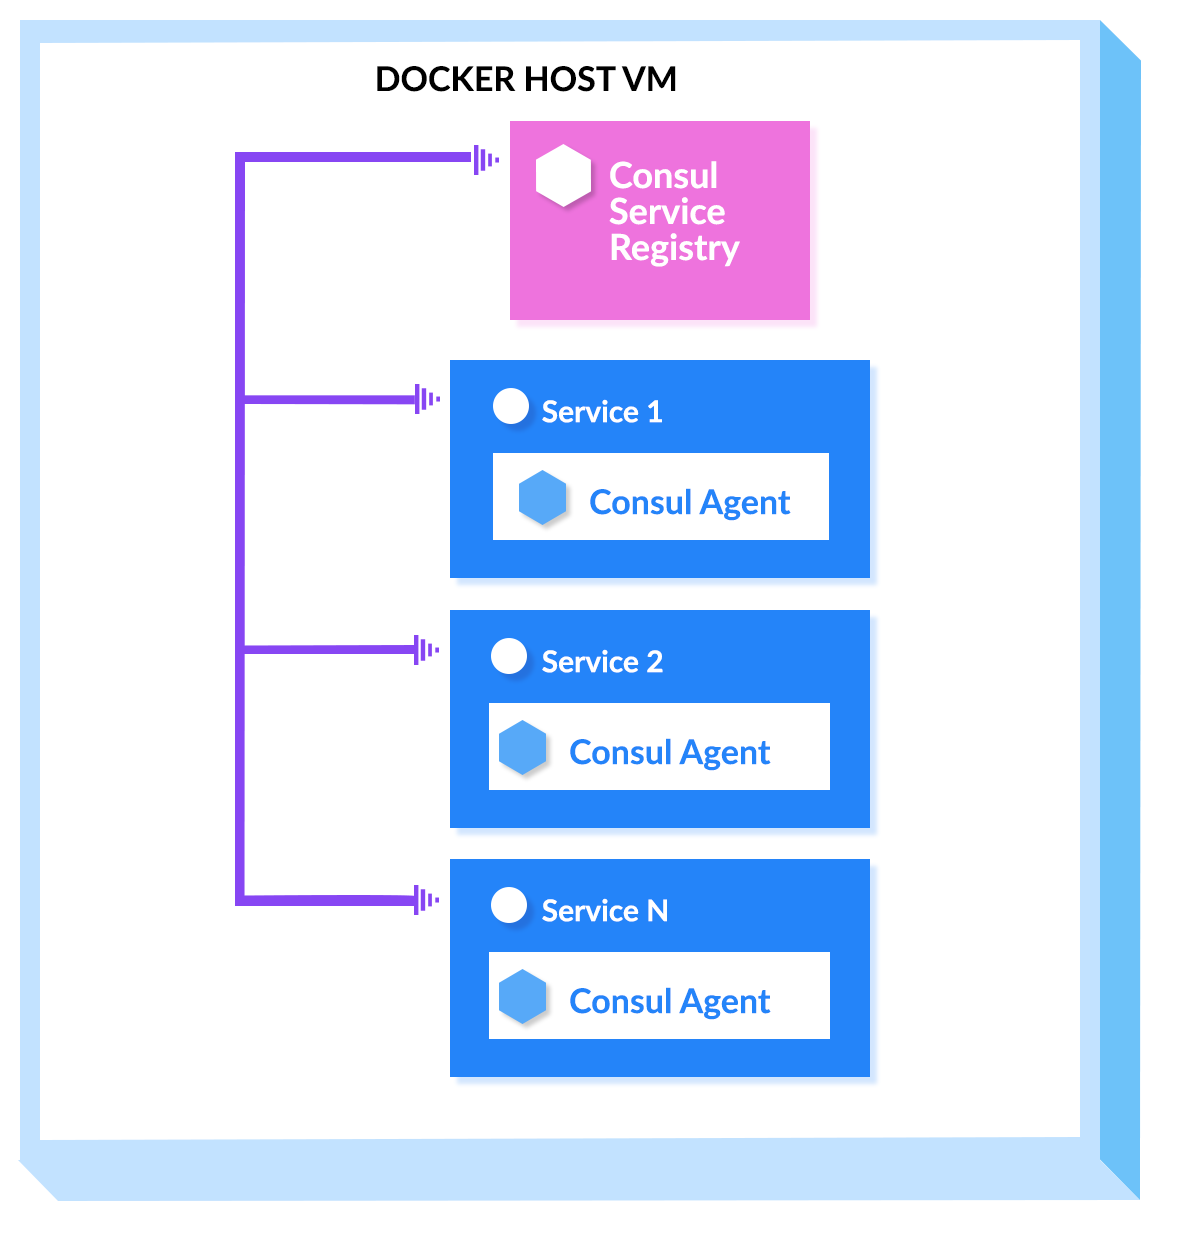 DOCKER HOST VM
Consul
Service
Registry
Service 1
Consul Agent
Service 2
Consul Agent
Service N
Consul Agent